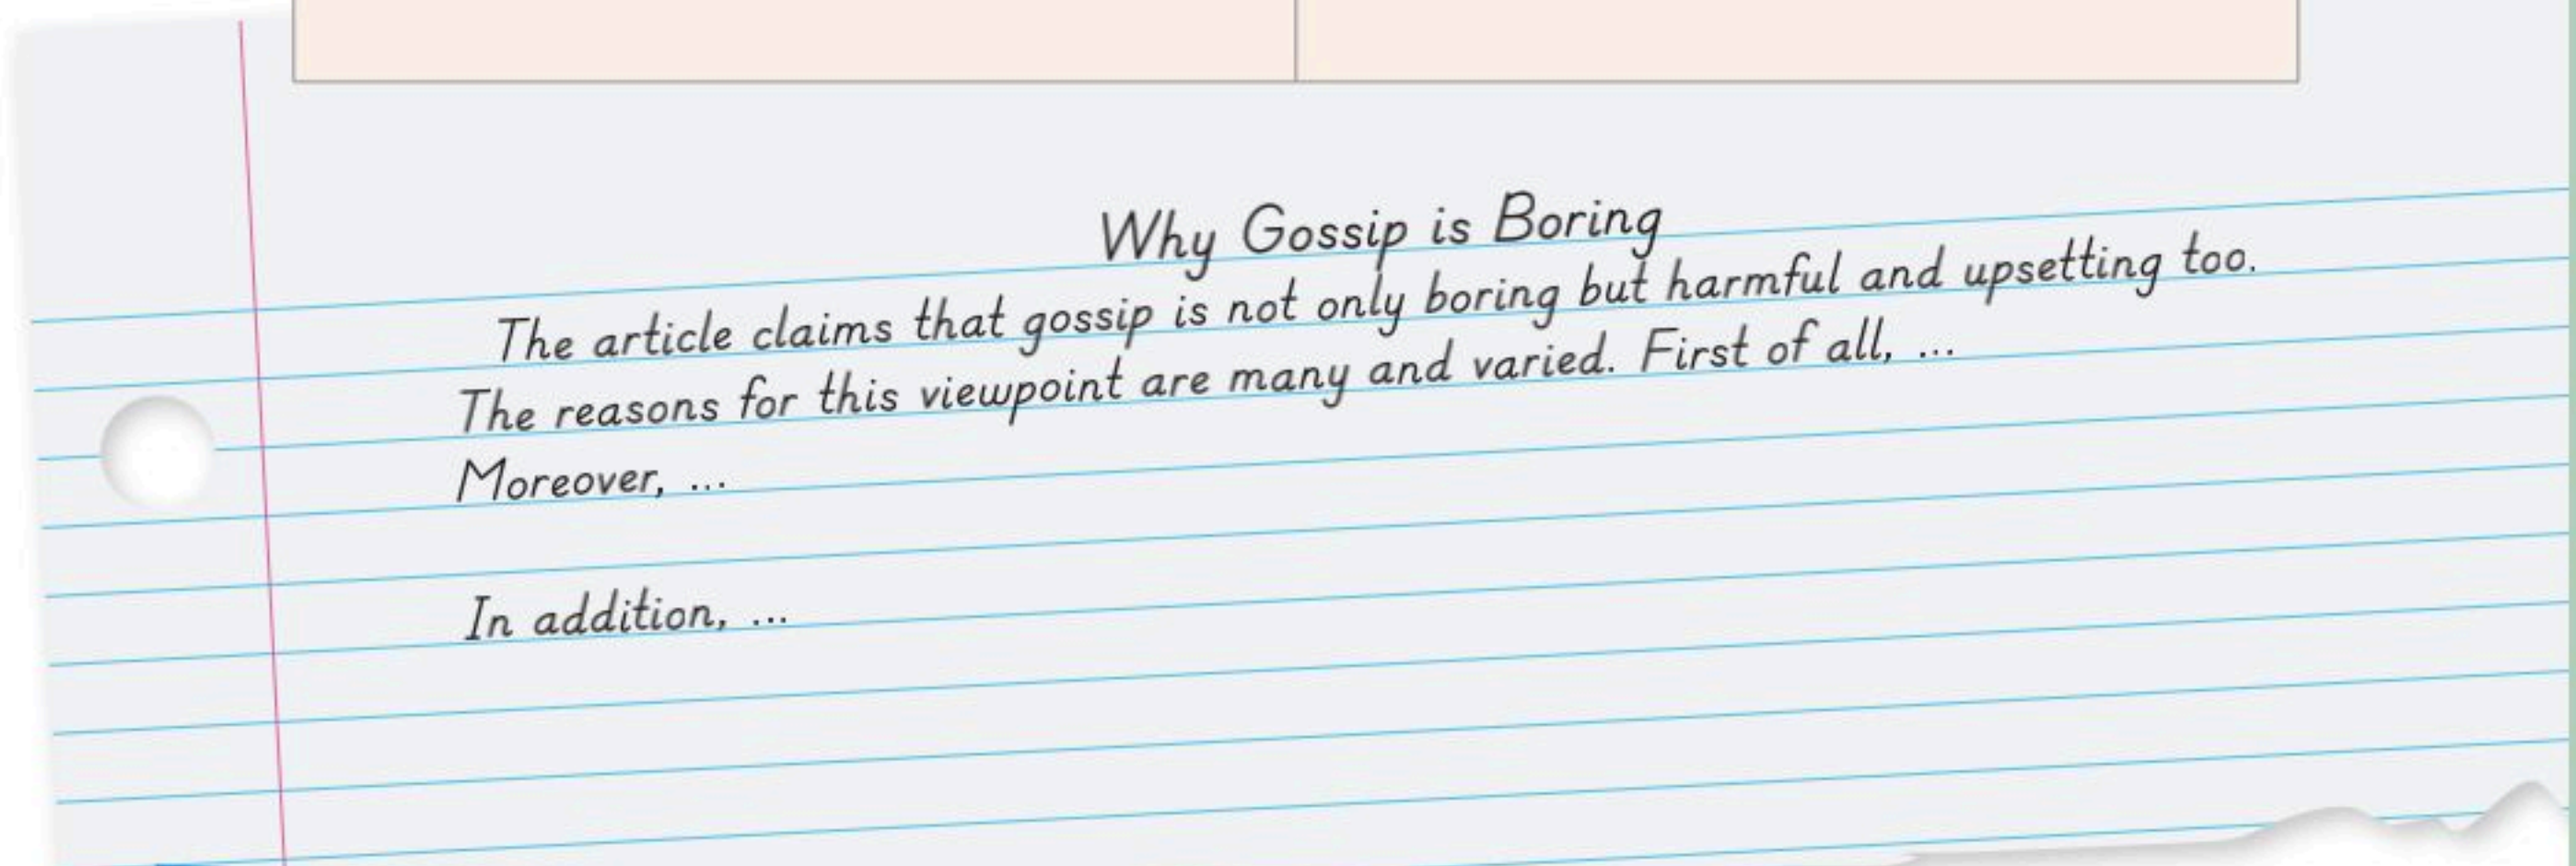 Why Gossip is Boring
The article claims that gossip is not only boring but harmful and upsetting too.
The reasons for this viewpoint are many and varied. First of all, ...
Moreover, ...
In addition, ...